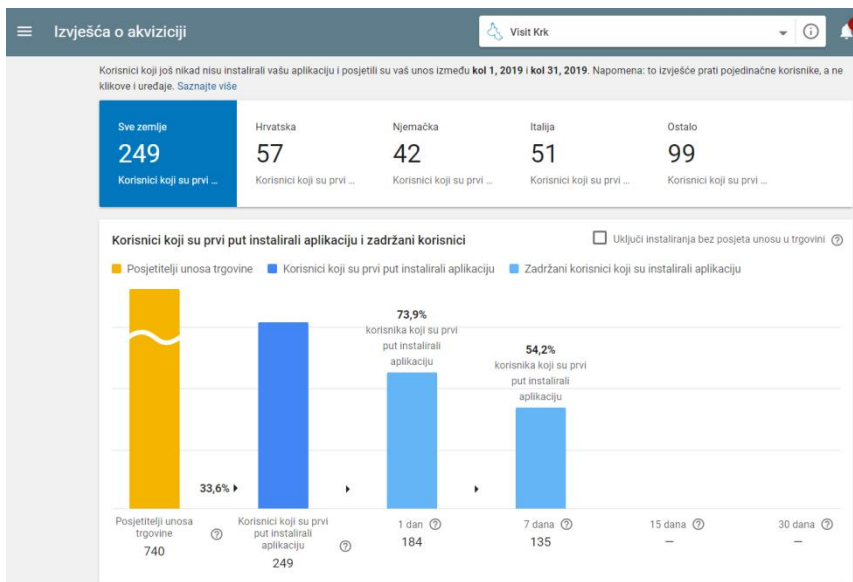 Izvješća o akviziciji
Visit Krk
Korisnici koji još nikad nisu instalirali vašu aplikaciju i posjetili su vaš unos između kol 1, 2019 i kol 31, 2019. Napomena: to izvješće prati pojedinačne korisnike, a ne
klikove i uređaje. Saznajte više
Sve zemlje
249
Korisnici koji su prvi ...
Hrvatska
57
Korisnici koji su prvi ...
Njemačka
42
Korisnici koji su prvi ...
Italija
51
Korisnici koji su prvi ...
Ostalo
99
Korisnici koji su prvi ...
Korisnici koji su prvi put instalirali aplikaciju i zadržani korisnici
Uključi instaliranja bez posjeta unosu u trgovini
Posjetitelji unosa trgovine
Korisnici koji su prvi put instalirali aplikaciju
Zadržani korisnici koji su instalirali aplikaciju
73,9%
korisnika koji su prvi
put instalirali
aplikaciju
54,2%
korisnika koji su prvi
put instalirali
aplikaciju
33,6%
Posjetitelji unosa
trgovine
740
Korisnici koji su prvi
put instalirali
aplikaciju
249
1 dan
184
7 dana
135
15 dana
–
30 dana
–